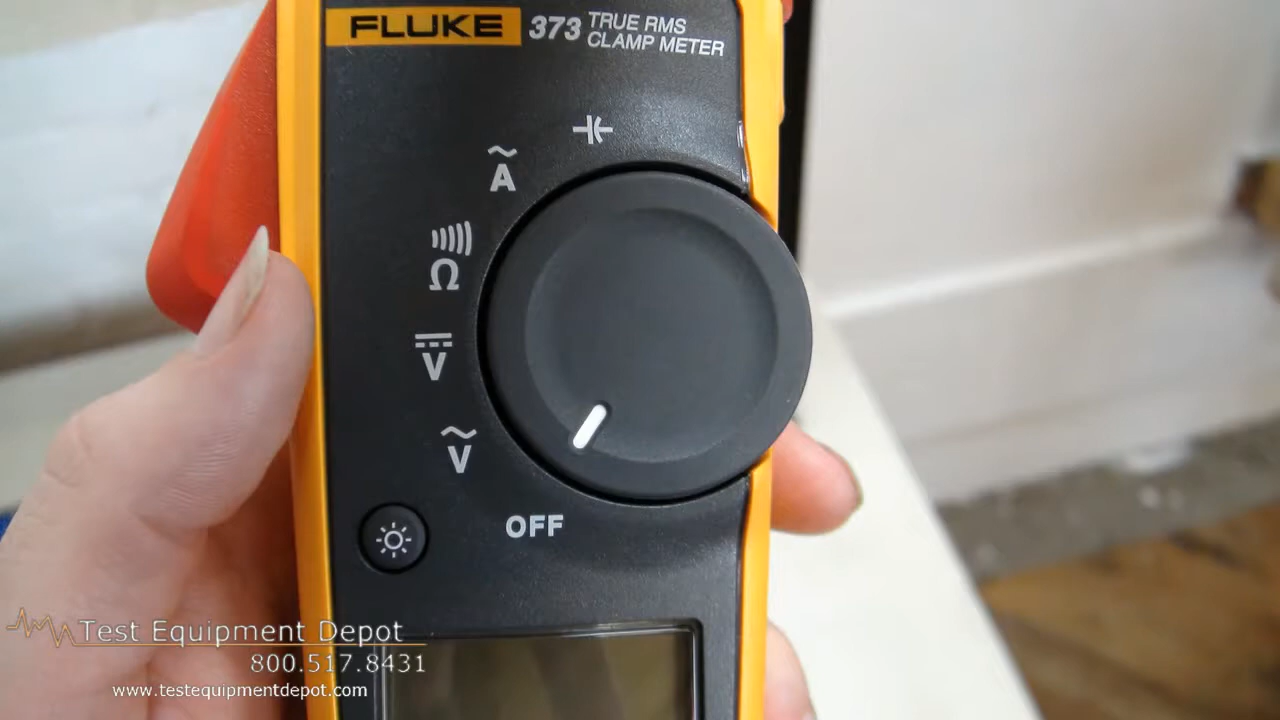 FLUKE 373 TRUE RMS
CLAMP METER
A
Ω
V
V
OFF
Test Equipment Depot
800.517.8431
www.testequipmentdepot.com